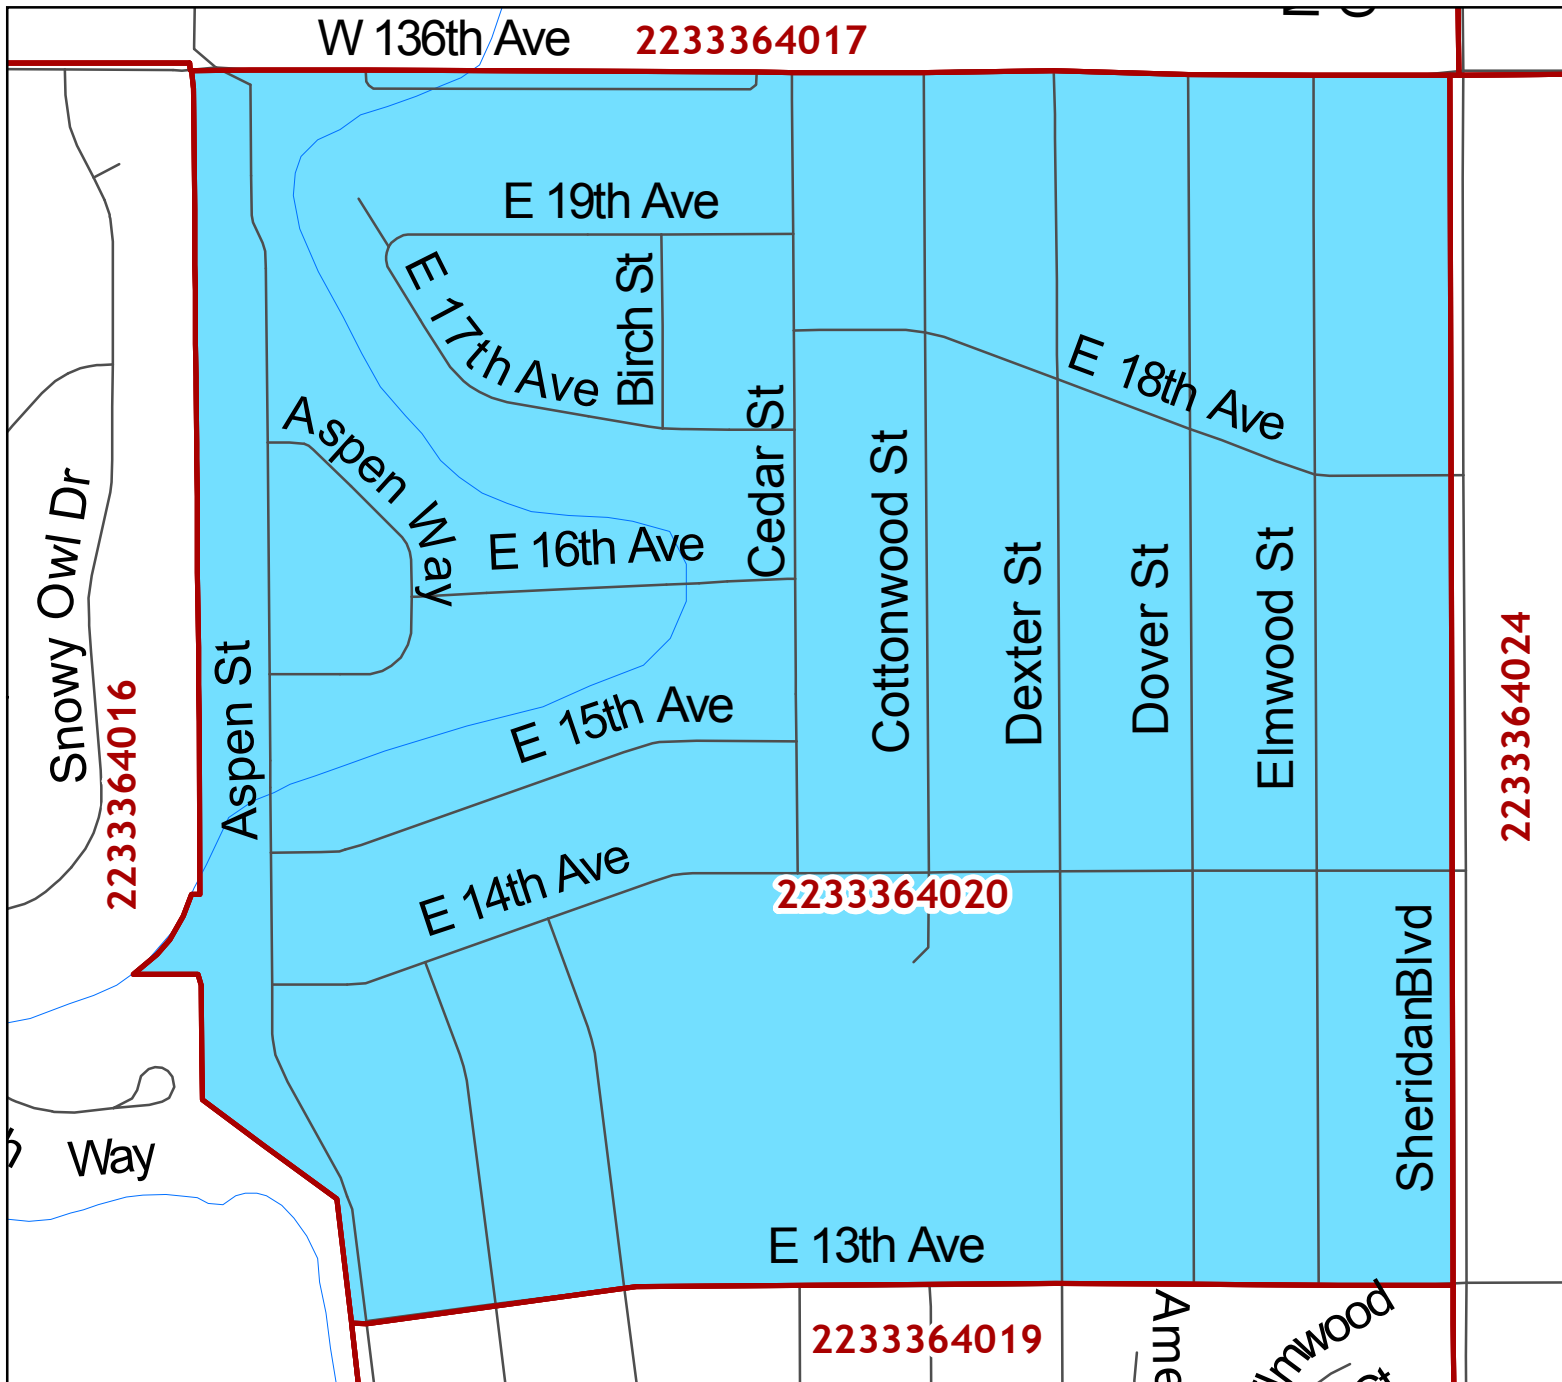 W 136th Ave
2233364017
E 19th Ave
E 17th Ave
Birch St
E 18th Ave
Aspen Way
Cedar St
Cottonwood St
Snowy Owl Dr
E 16th Ave
Dexter St
Dover St
Elmwood St
2233364024
Aspen St
2233364016
E 15th Ave
E 14th Ave
2233364020
SheridanBlvd
Way
E 13th Ave
2233364019